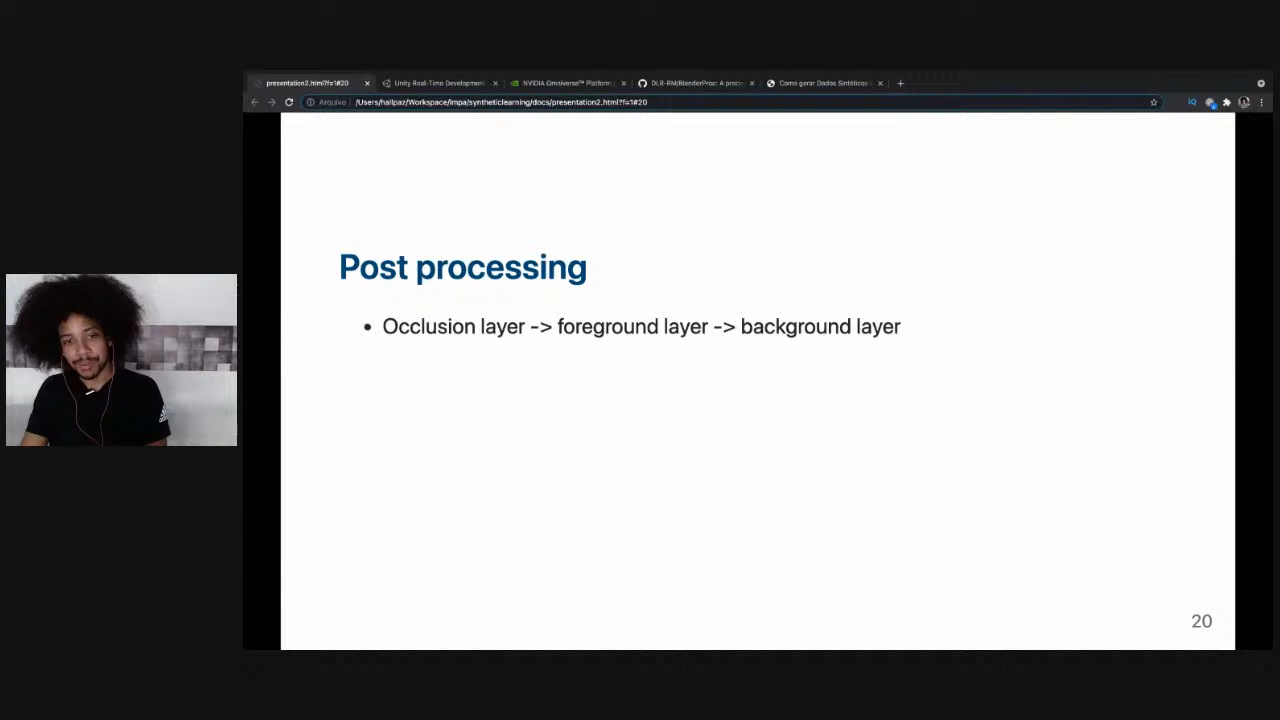 presentation2.html?f=1#20
Unity Real-Time Development
NVIDIA Omniverse™ Platform
DLR-RM/BlenderProc: A proce
Como gerar Dados Sintéticos
Arquivo | /Users/hallpaz/Workspace/impa/syntheticlearning/docs/presentation2.html?f=1#20
Post processing
• Occlusion layer -> foreground layer -> background layer
20